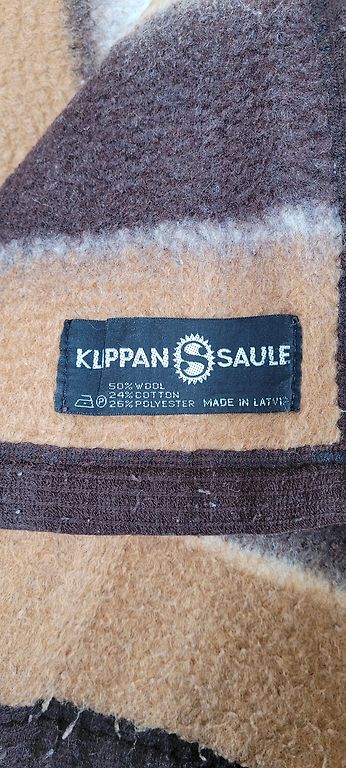 KLIPPAN S SAULE
50% WOOL
24% COTTON
P 26% POLYESTER MADE IN LATVIA